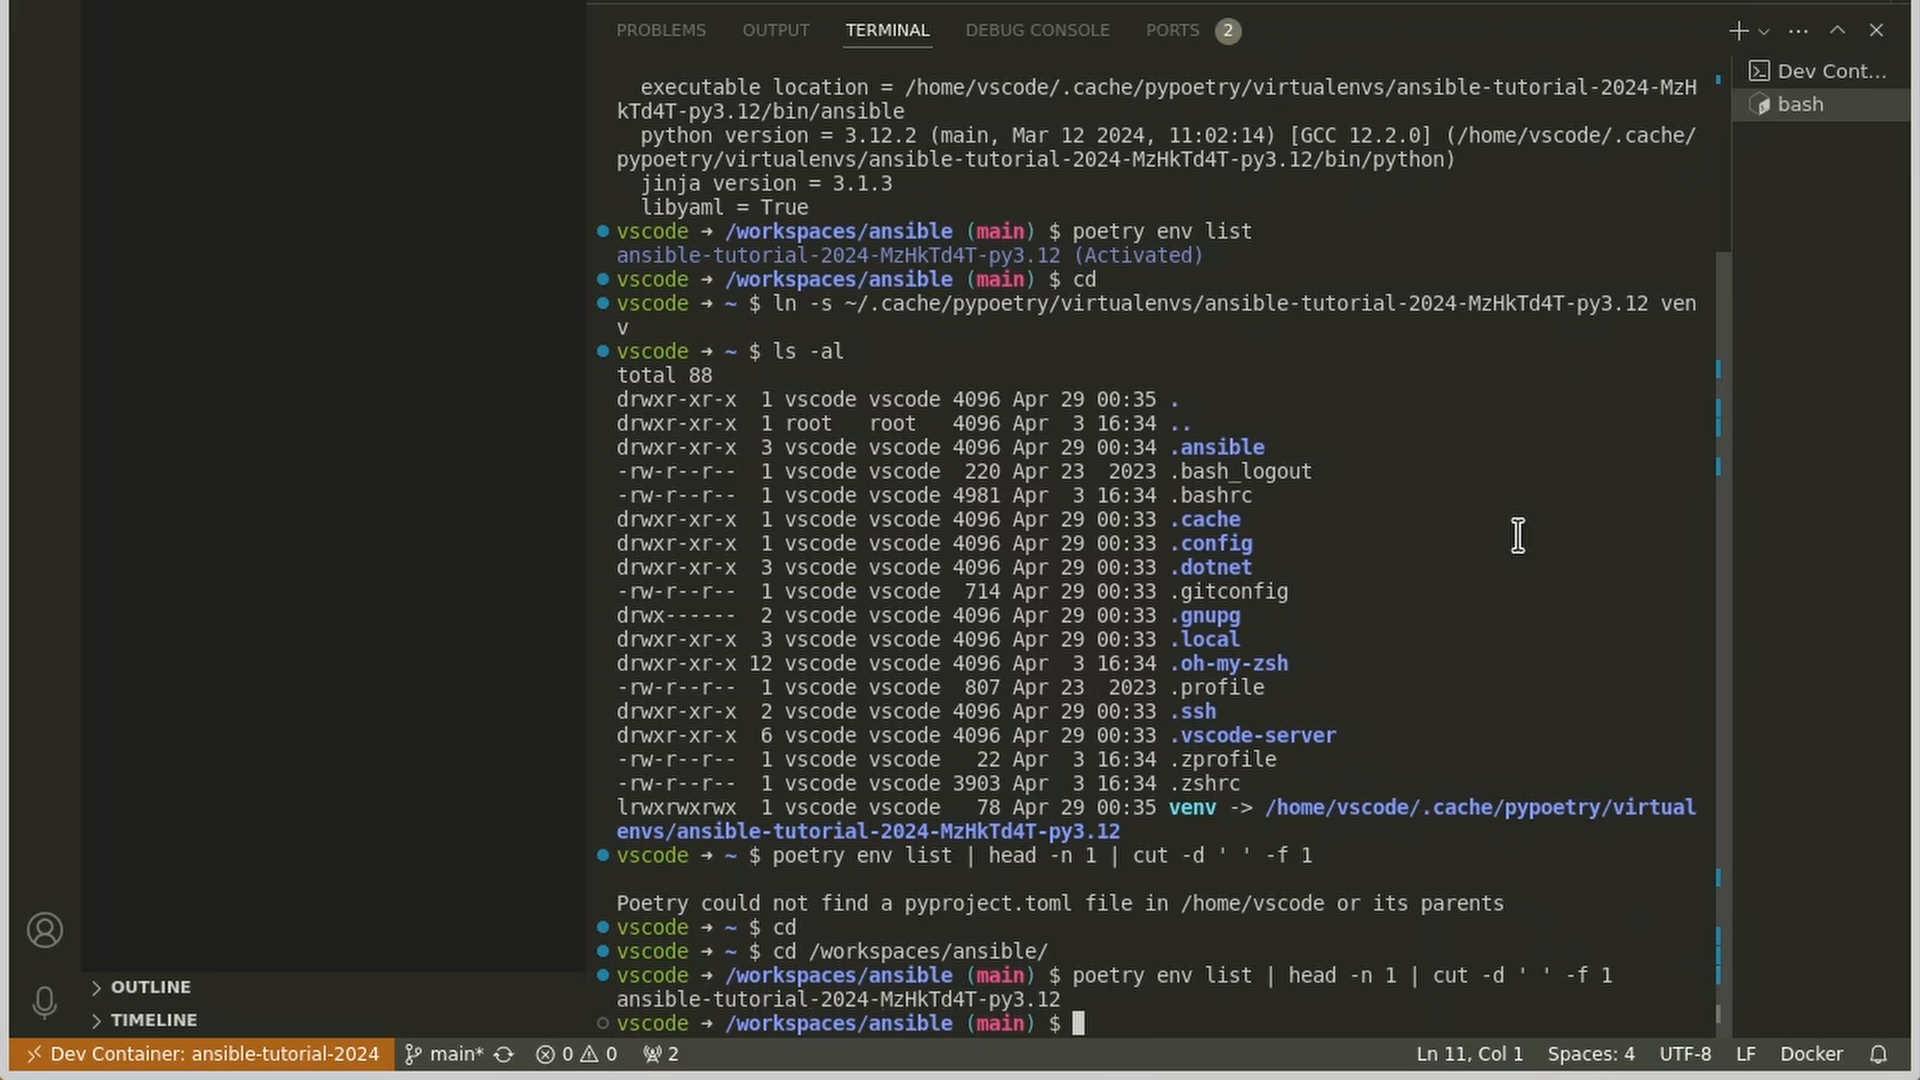 PROBLEMS OUTPUT TERMINAL DEBUG CONSOLE PORTS 2
Dev Cont...
bash
executable location = /home/vscode/.cache/pypoetry/virtualenvs/ansible-tutorial-2024-MzH
kTd4T-py3.12/bin/ansible
python version = 3.12.2 (main, Mar 12 2024, 11:02:14) [GCC 12.2.0] (/home/vscode/.cache/
pypoetry/virtualenvs/ansible-tutorial-2024-MzHkTd4T-py3.12/bin/python)
jinja version = 3.1.3
libyaml = True
vscode ➜ /workspaces/ansible (main) $ poetry env list
ansible-tutorial-2024-MzHkTd4T-py3.12 (Activated)
vscode ➜ /workspaces/ansible (main) $ cd
vscode ➜ ~ $ ln -s ~/.cache/pypoetry/virtualenvs/ansible-tutorial-2024-MzHkTd4T-py3.12 ven
v
vscode ➜ ~ $ ls -al
total 88
drwxr-xr-x  1 vscode vscode 4096 Apr 29 00:35 .
drwxr-xr-x  1 root   root   4096 Apr  3 16:34 ..
drwxr-xr-x  3 vscode vscode 4096 Apr 29 00:34 .ansible
-rw-r--r--  1 vscode vscode  220 Apr 23  2023 .bash_logout
-rw-r--r--  1 vscode vscode 4981 Apr  3 16:34 .bashrc
drwxr-xr-x  1 vscode vscode 4096 Apr 29 00:33 .cache
drwxr-xr-x  1 vscode vscode 4096 Apr 29 00:33 .config
drwxr-xr-x  3 vscode vscode 4096 Apr 29 00:33 .dotnet
-rw-r--r--  1 vscode vscode  714 Apr 29 00:33 .gitconfig
drwx------  2 vscode vscode 4096 Apr 29 00:33 .gnupg
drwxr-xr-x  3 vscode vscode 4096 Apr 29 00:33 .local
drwxr-xr-x 12 vscode vscode 4096 Apr  3 16:34 .oh-my-zsh
-rw-r--r--  1 vscode vscode  807 Apr 23  2023 .profile
drwxr-xr-x  2 vscode vscode 4096 Apr 29 00:33 .ssh
drwxr-xr-x  6 vscode vscode 4096 Apr 29 00:33 .vscode-server
-rw-r--r--  1 vscode vscode   22 Apr  3 16:34 .zprofile
-rw-r--r--  1 vscode vscode 3903 Apr  3 16:34 .zshrc
lrwxrwxrwx  1 vscode vscode   78 Apr 29 00:35 venv -> /home/vscode/.cache/pypoetry/virtual
envs/ansible-tutorial-2024-MzHkTd4T-py3.12
vscode ➜ ~ $ poetry env list | head -n 1 | cut -d ' ' -f 1
Poetry could not find a pyproject.toml file in /home/vscode or its parents
vscode ➜ ~ $ cd
vscode ➜ ~ $ cd /workspaces/ansible/
vscode ➜ /workspaces/ansible (main) $ poetry env list | head -n 1 | cut -d ' ' -f 1
ansible-tutorial-2024-MzHkTd4T-py3.12
vscode ➜ /workspaces/ansible (main) $
OUTLINE
TIMELINE
Dev Container: ansible-tutorial-2024 main* 0 0 2 Ln 11, Col 1 Spaces: 4 UTF-8 LF Docker